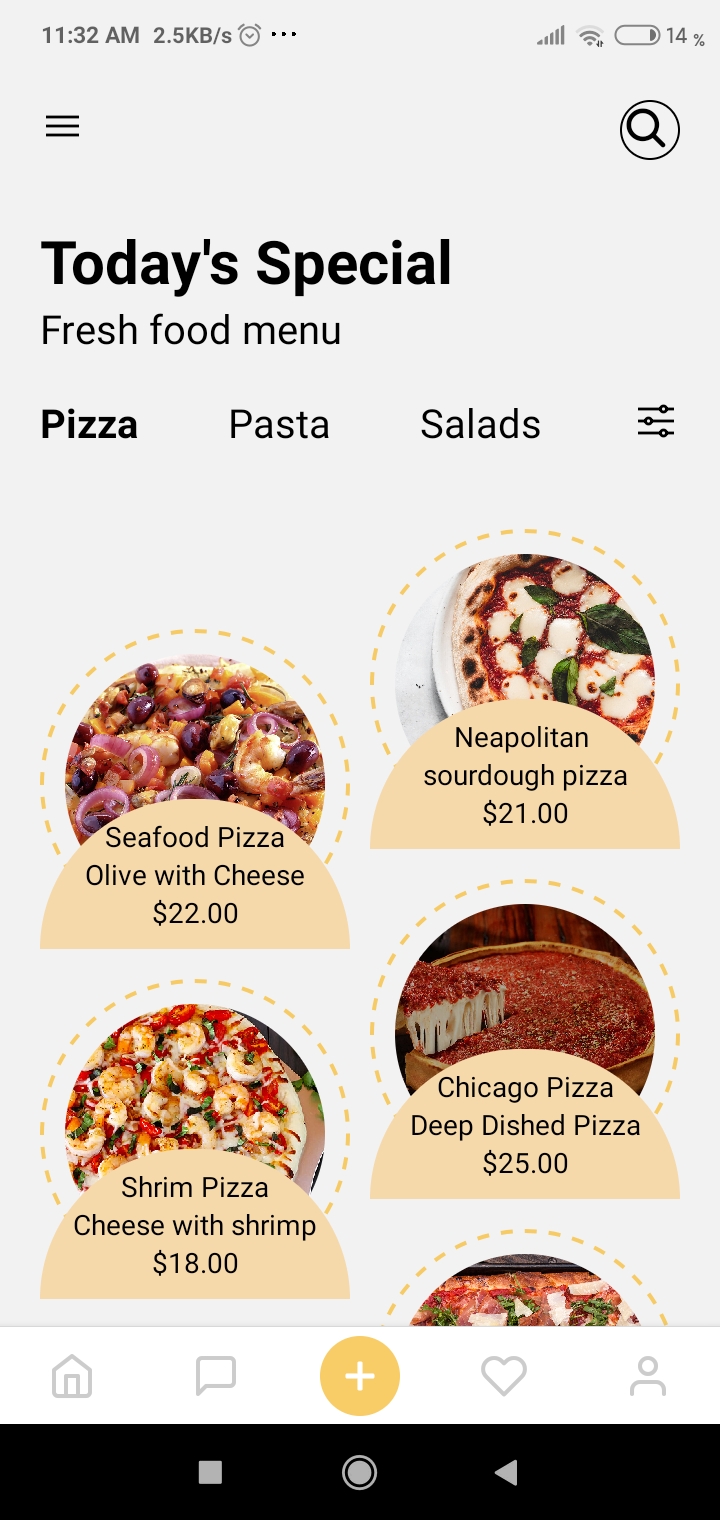 11:32 AM 2.5KB/s ...
14 %
Today's Special
Fresh food menu
Pizza Pasta Salads
Neapolitan
sourdough pizza
$21.00
Seafood Pizza
Olive with Cheese
$22.00
Chicago Pizza
Deep Dished Pizza
$25.00
Shrim Pizza
Cheese with shrimp
$18.00